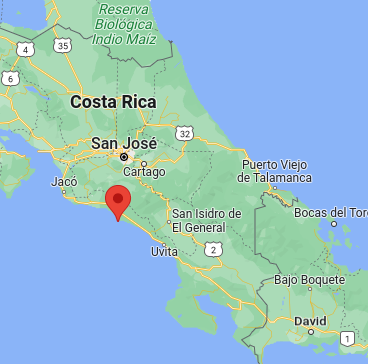 Reserva
Biológica
Indio Maíz
4
35
6
Costa Rica
San José
32
Cartago
Puerto Viejo
de Talamanca
Jacó
San Isidro de
El General
Bocas del Toro
Uvita
2
Bajo Boquete
David
1